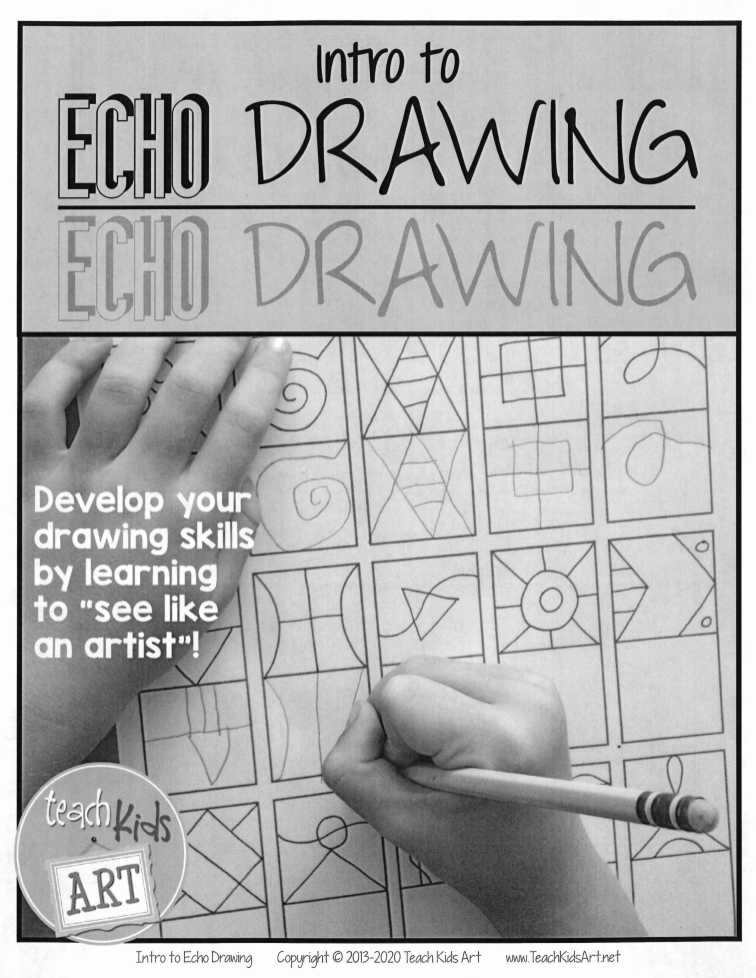 Intro to
ECHO DRAWING
ECHO DRAWING
Develop your
drawing skills
by learning
to "see like
an artist"!
teach Kids
ART
Intro to Echo Drawing Copyright © 2013-2020 Teach Kids Art www.TeachKidsArt.net